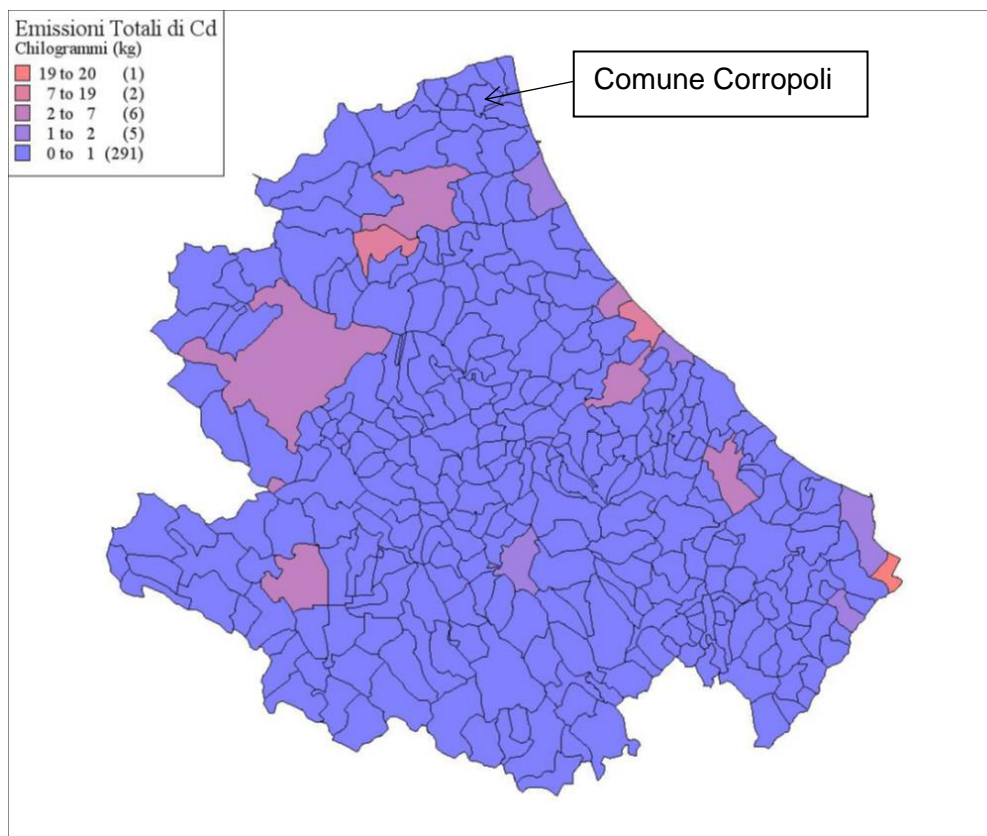 Emissioni Totali di Cd
Chilogrammi (kg)
19 to 20 (1)
7 to 19 (2)
2 to 7 (6)
1 to 2 (5)
0 to 1 (291)
Comune Corropoli